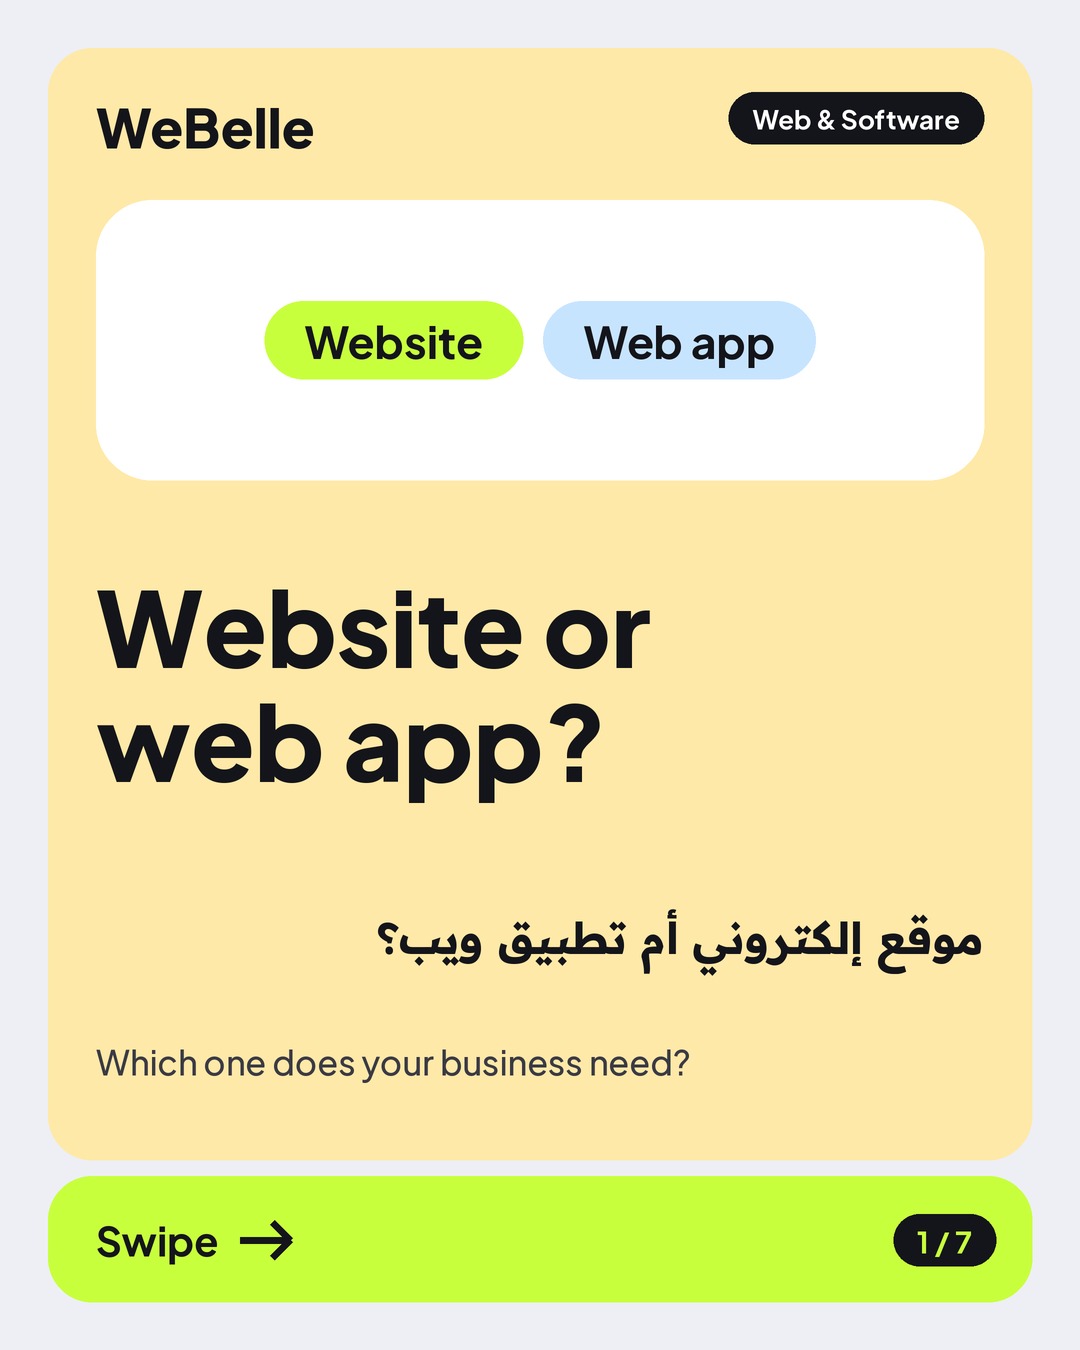 WeBelle
Web & Software
Website
Web app
Website or
web app?
موقع إلكتروني أم تطبيق ويب؟
Which one does your business need?
Swipe →
1 / 7